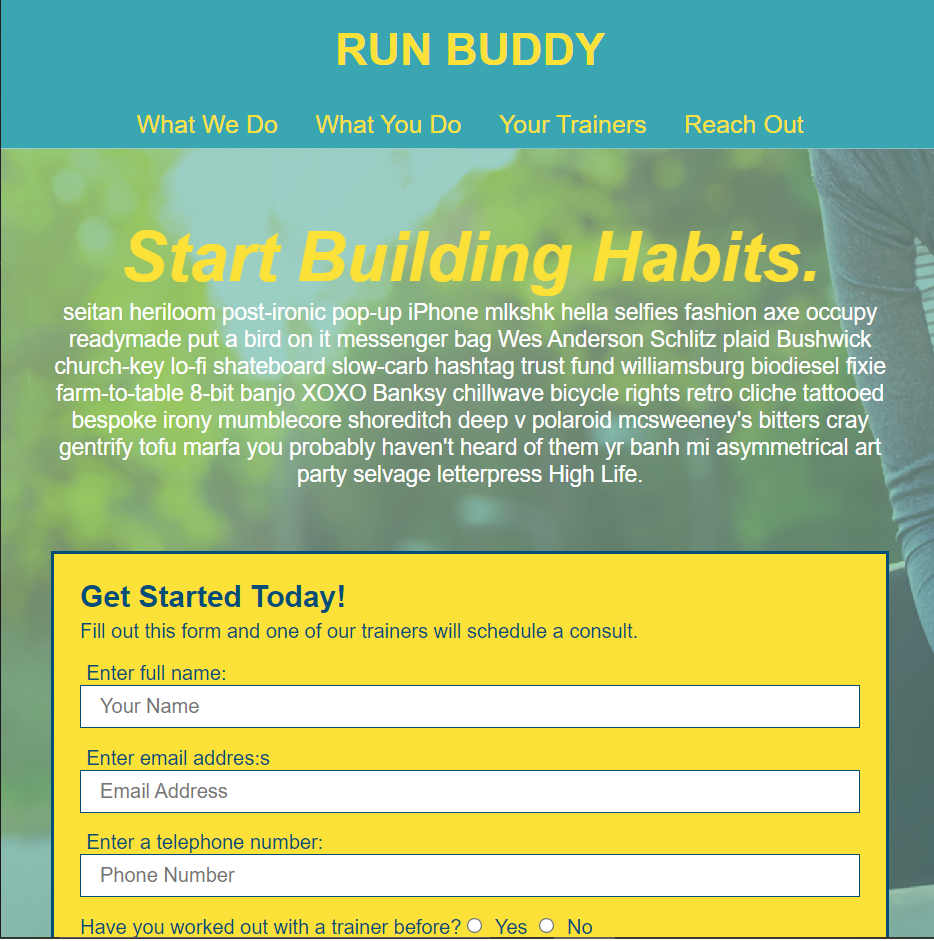 RUN BUDDY
What We Do What You Do Your Trainers Reach Out
Start Building Habits.
seitan heriloom post-ironic pop-up iPhone mlkshk hella selfies fashion axe occupy
readymade put a bird on it messenger bag Wes Anderson Schlitz plaid Bushwick
church-key lo-fi shateboard slow-carb hashtag trust fund williamsburg biodiesel fixie
farm-to-table 8-bit banjo XOXO Banksy chillwave bicycle rights retro cliche tattooed
bespoke irony mumblecore shoreditch deep v polaroid mcsweeney's bitters cray
gentrify tofu marfa you probably haven't heard of them yr banh mi asymmetrical art
party selvage letterpress High Life.
Get Started Today!
Fill out this form and one of our trainers will schedule a consult.
Enter full name:
Your Name
Enter email addres:s
Email Address
Enter a telephone number:
Phone Number
Have you worked out with a trainer before? Yes No